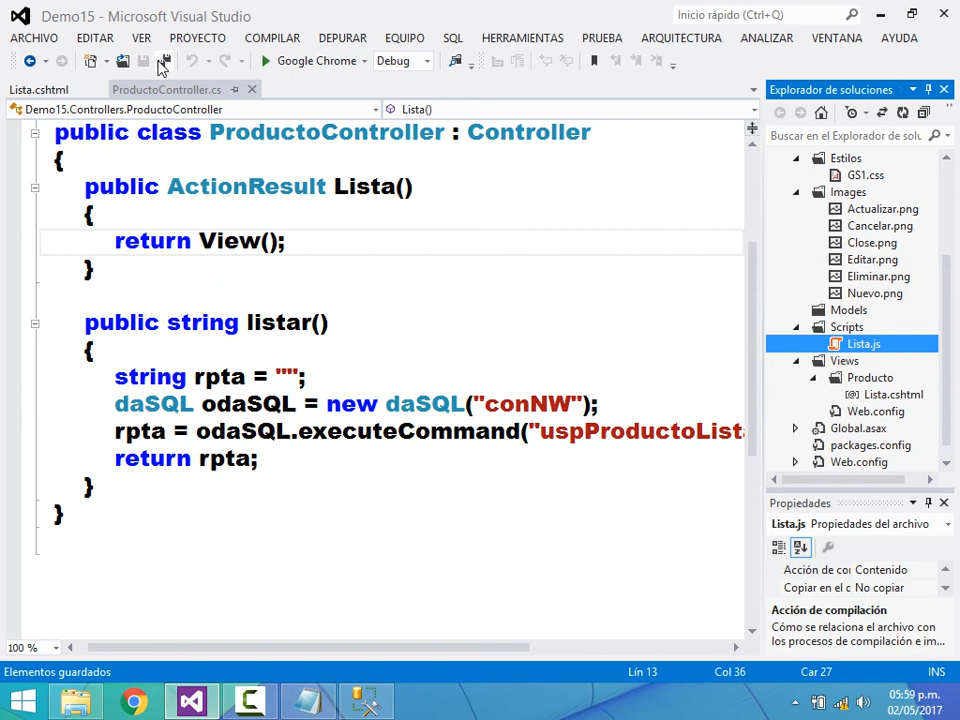 Demo15 - Microsoft Visual Studio
Inicio rápido (Ctrl+Q)
ARCHIVO EDITAR VER PROYECTO COMPILAR DEPURAR EQUIPO SQL HERRAMIENTAS PRUEBA ARQUITECTURA ANALIZAR VENTANA AYUDA
Google Chrome Debug
Lista.cshtml ProductoController.cs
Demo15.Controllers.ProductoController Lista()
public class ProductoController : Controller
{
public ActionResult Lista()
{
return View();
}
public string listar()
{
string rpta = "";
daSQL odaSQL = new daSQL("conNW");
rpta = odaSQL.executeCommand("uspProductoLista
return rpta;
}
}
100 %
Explorador de soluciones
Buscar en el Explorador de solu
Estilos
GS1.css
Images
Actualizar.png
Cancelar.png
Close.png
Editar.png
Eliminar.png
Nuevo.png
Models
Scripts
Lista.js
Views
Producto
Lista.cshtml
Web.config
Global.asax
packages.config
Web.config
Propiedades
Lista.js Propiedades del archivo
Acción de co Contenido
Copiar en el d No copiar
Acción de compilación
Cómo se relaciona el archivo con
los procesos de compilación e im...
Elementos guardados Lín 13 Col 36 Car 27 INS
05:59 p.m.
02/05/2017